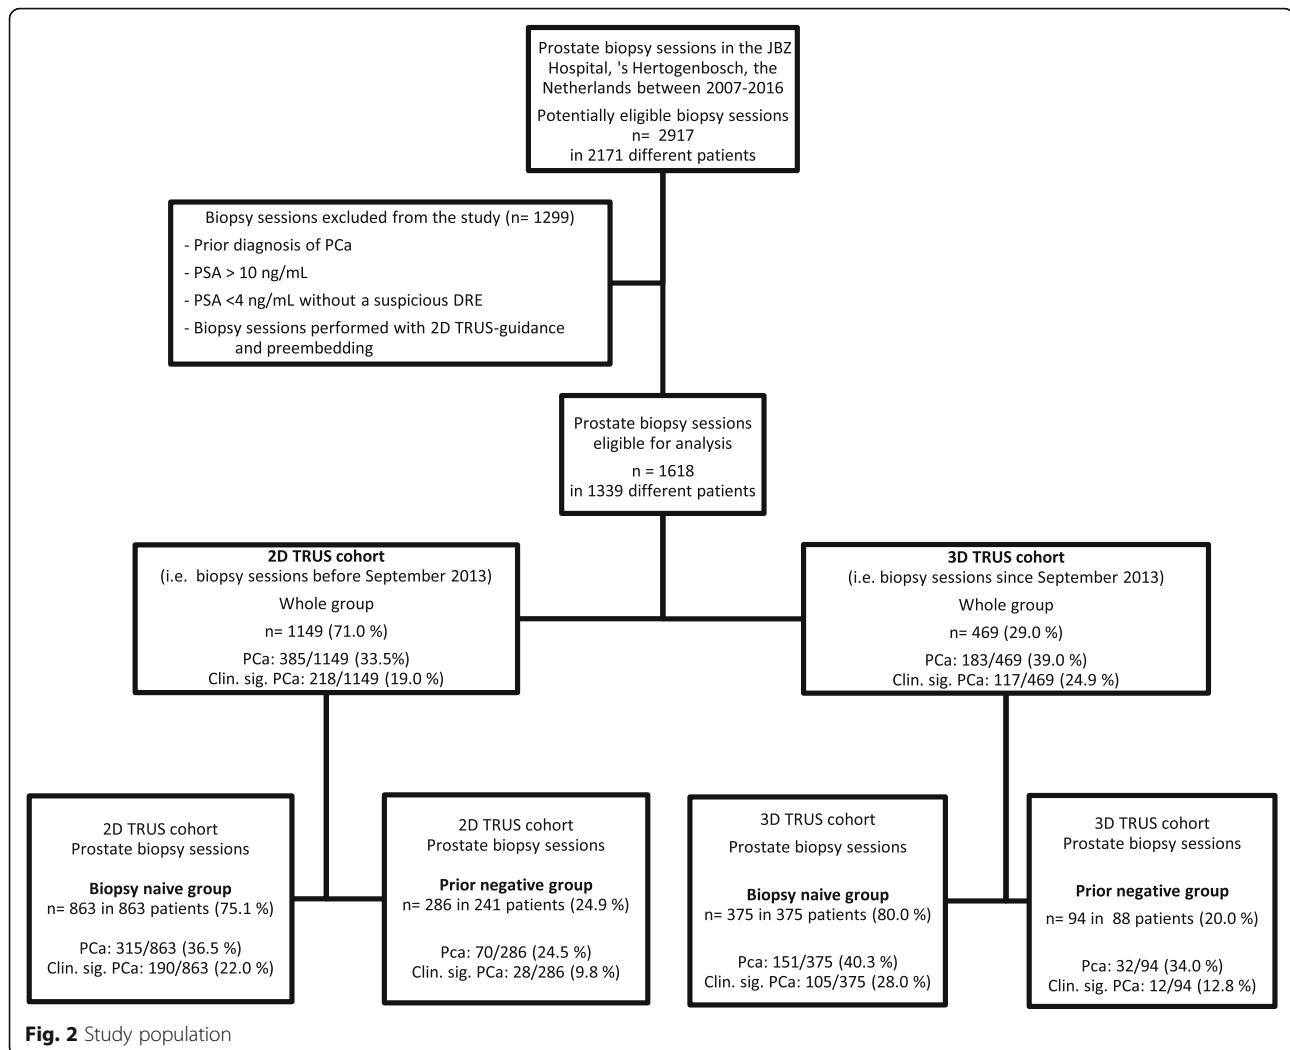 Prostate biopsy sessions in the JBZ
Hospital, 's Hertogenbosch, the
Netherlands between 2007-2016
Potentially eligible biopsy sessions
n= 2917
in 2171 different patients
Biopsy sessions excluded from the study (n= 1299)
- Prior diagnosis of PCa
- PSA > 10 ng/mL
- PSA <4 ng/mL without a suspicious DRE
- Biopsy sessions performed with 2D TRUS-guidance
and preembedding
Prostate biopsy sessions
eligible for analysis
n = 1618
in 1339 different patients
2D TRUS cohort
(i.e. biopsy sessions before September 2013)
Whole group
n= 1149 (71.0 %)
PCa: 385/1149 (33.5%)
Clin. sig. PCa: 218/1149 (19.0 %)
3D TRUS cohort
(i.e. biopsy sessions since September 2013)
Whole group
n= 469 (29.0 %)
PCa: 183/469 (39.0 %)
Clin. sig. PCa: 117/469 (24.9 %)
2D TRUS cohort
Prostate biopsy sessions
Biopsy naive group
n= 863 in 863 patients (75.1 %)
PCa: 315/863 (36.5 %)
Clin. sig. PCa: 190/863 (22.0 %)
2D TRUS cohort
Prostate biopsy sessions
Prior negative group
n= 286 in 241 patients (24.9 %)
Pca: 70/286 (24.5 %)
Clin. sig. PCa: 28/286 (9.8 %)
3D TRUS cohort
Prostate biopsy sessions
Biopsy naive group
n= 375 in 375 patients (80.0 %)
PCa: 151/375 (40.3 %)
Clin. sig. PCa: 105/375 (28.0 %)
3D TRUS cohort
Prostate biopsy sessions
Prior negative group
n= 94 in 88 patients (20.0 %)
PCa: 32/94 (34.0 %)
Clin. sig. PCa: 12/94 (12.8 %)
Fig. 2 Study population